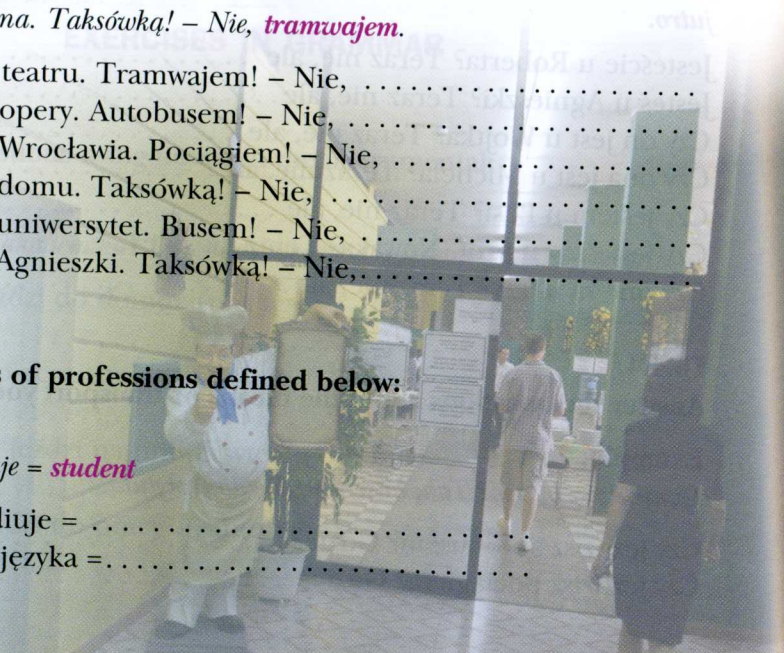 na. Taksówką! – Nie, tramwajem.
teatru. Tramwajem! – Nie, ........................................
opery. Autobusem! – Nie, ........................................
Wrocławia. Pociągiem! – Nie, ........................................
domu. Taksówką! – Nie, ........................................
uniwersytet. Busem! – Nie, ........................................
Agnieszki. Taksówką! – Nie, ........................................
s of professions defined below:
je = student
diuje = ........................................
języka = ........................................